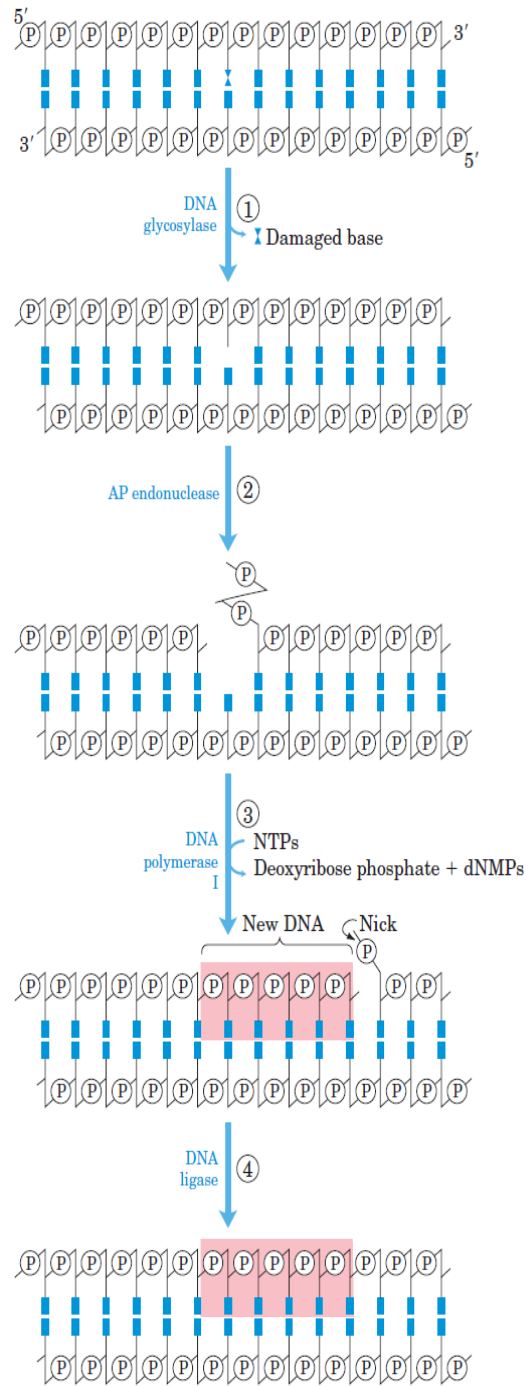 5′
P P P P P P P P P P P P P P 3′
3′ P P P P P P P P P P P P P P
5′
DNA
glycosylase
1
Damaged base
P P P P P P P P P P P P P P
P P P P P P P P P P P P P P
AP endonuclease 2
P
P
P P P P P P P P P P P P
P P P P P P P P P P P P P P
3
DNA
polymerase
I
NTPs
Deoxyribose phosphate + dNMPs
New DNA
Nick
P
P P P P P P P P P P P P P
P P P P P P P P P P P P P P
DNA
ligase
4
P P P P P P P P P P P P P P
P P P P P P P P P P P P P P